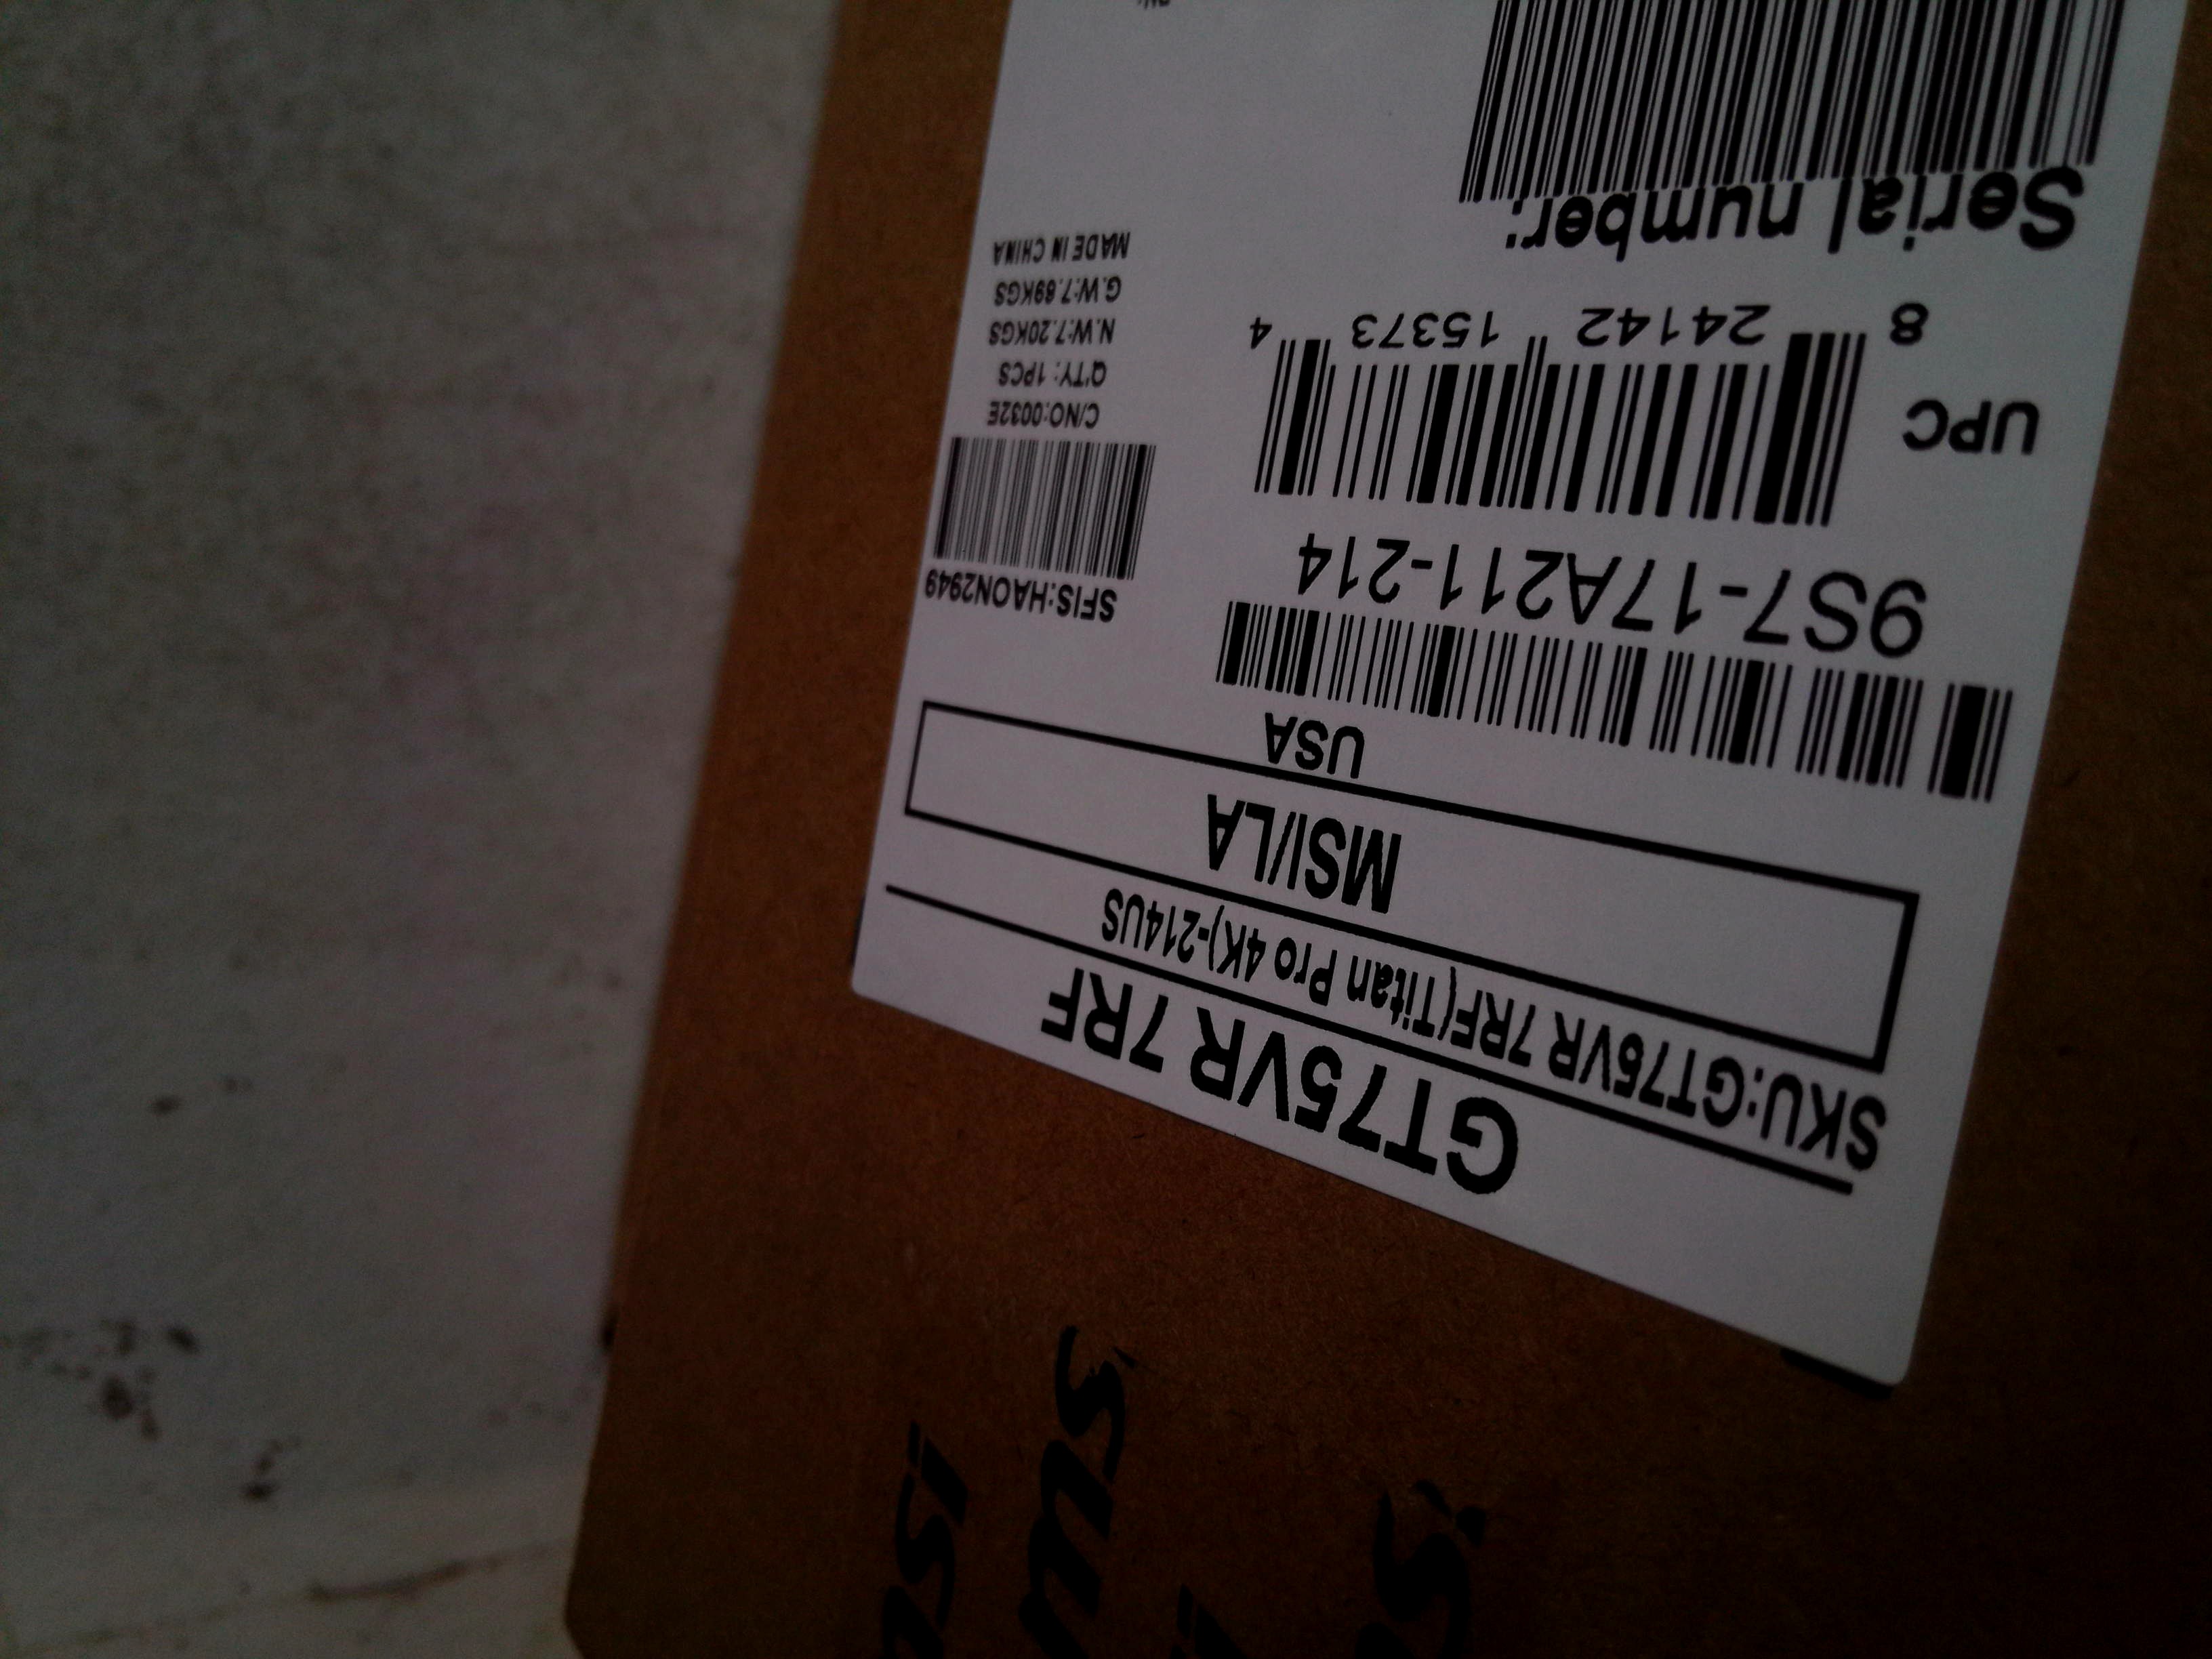 GT75VR 7RF
SKU:GT75VR 7RF(Titan Pro 4K)-214US
MSI/LA
USA
9S7-17A211-214
SFIS:HAON2949
UPC
8 24142 15373 4
C/NO:0032E
Q'TY: 1PCS
N.W:7.20KGS
G.W:7.89KGS
MADE IN CHINA
Serial number: